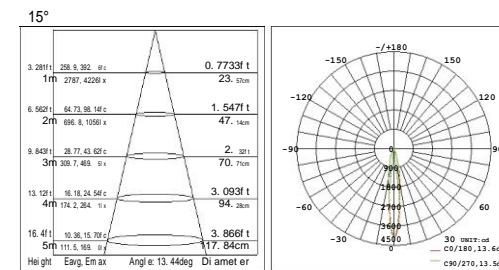 15°
3.281ft 258.9,392.6fc 0.7733ft
1m 2787,4226lx 23.57cm
6.562ft 64.73,98.14fc 1.547ft
2m 696.8,1056lx 47.14cm
9.843ft 28.77,43.62fc 2.32ft
3m 309.7,469.5lx 70.71cm
13.12ft 16.18,24.54fc 3.093ft
4m 174.2,264.1lx 94.28cm
16.4ft 10.36,15.70fc 3.866ft
5m 111.5,169.0lx 117.84cm
Height Eavg,Emax Angle:13.44deg Diameter
-/+180
-150 150
-120 120
-90 0 90
900
1800
2700
-60 60
3600
-30 4500 30 UNIT:cd
C0/180,13.6d
C90/270,13.5d